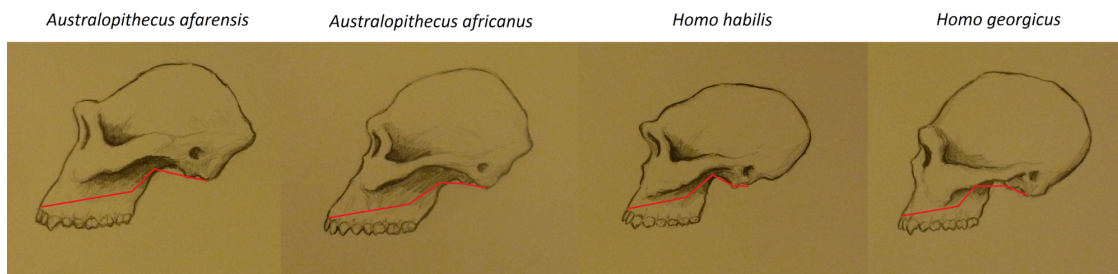 Australopithecus afarensis
Australopithecus africanus
Homo habilis
Homo georgicus